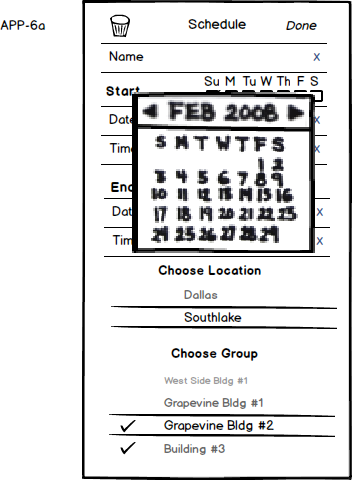 APP-6a
Schedule Done
Name x
Su M Tu W Th F S
Start
FEB 2008
Date x
S M T W T F S
Tim x
1 2
3 4 5 6 7 8 9
End
10 11 12 13 14 15 16
Dat x
17 18 19 20 21 22 23
Tim x
24 25 26 27 28 29
Choose Location
Dallas
Southlake
Choose Group
West Side Bldg #1
Grapevine Bldg #1
Grapevine Bldg #2
Building #3